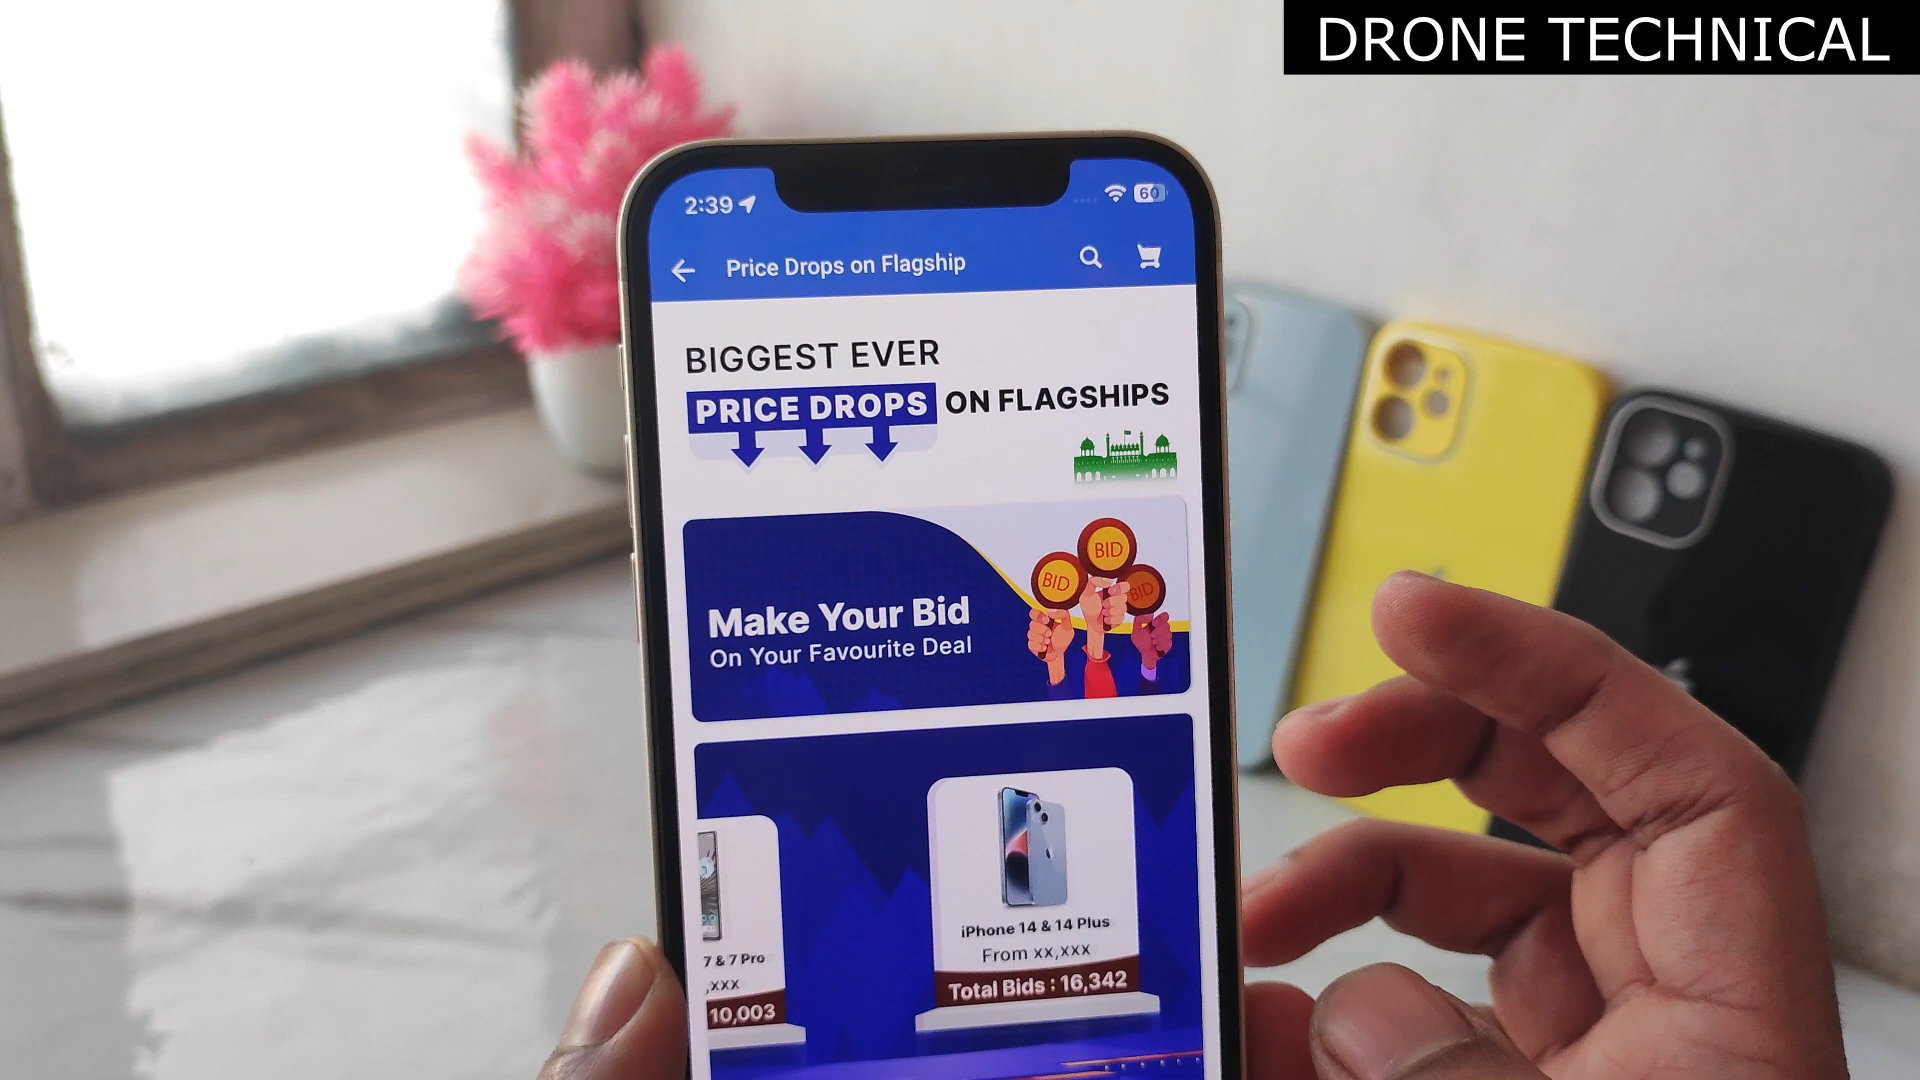 DRONE TECHNICAL
2:39
60
Price Drops on Flagship
BIGGEST EVER
PRICE DROPS ON FLAGSHIPS
BID
BID
BID
Make Your Bid
On Your Favourite Deal
iPhone 14 & 14 Plus
From xx,xxx
Total Bids : 16,342
7 & 7 Pro
,xxx
10,003